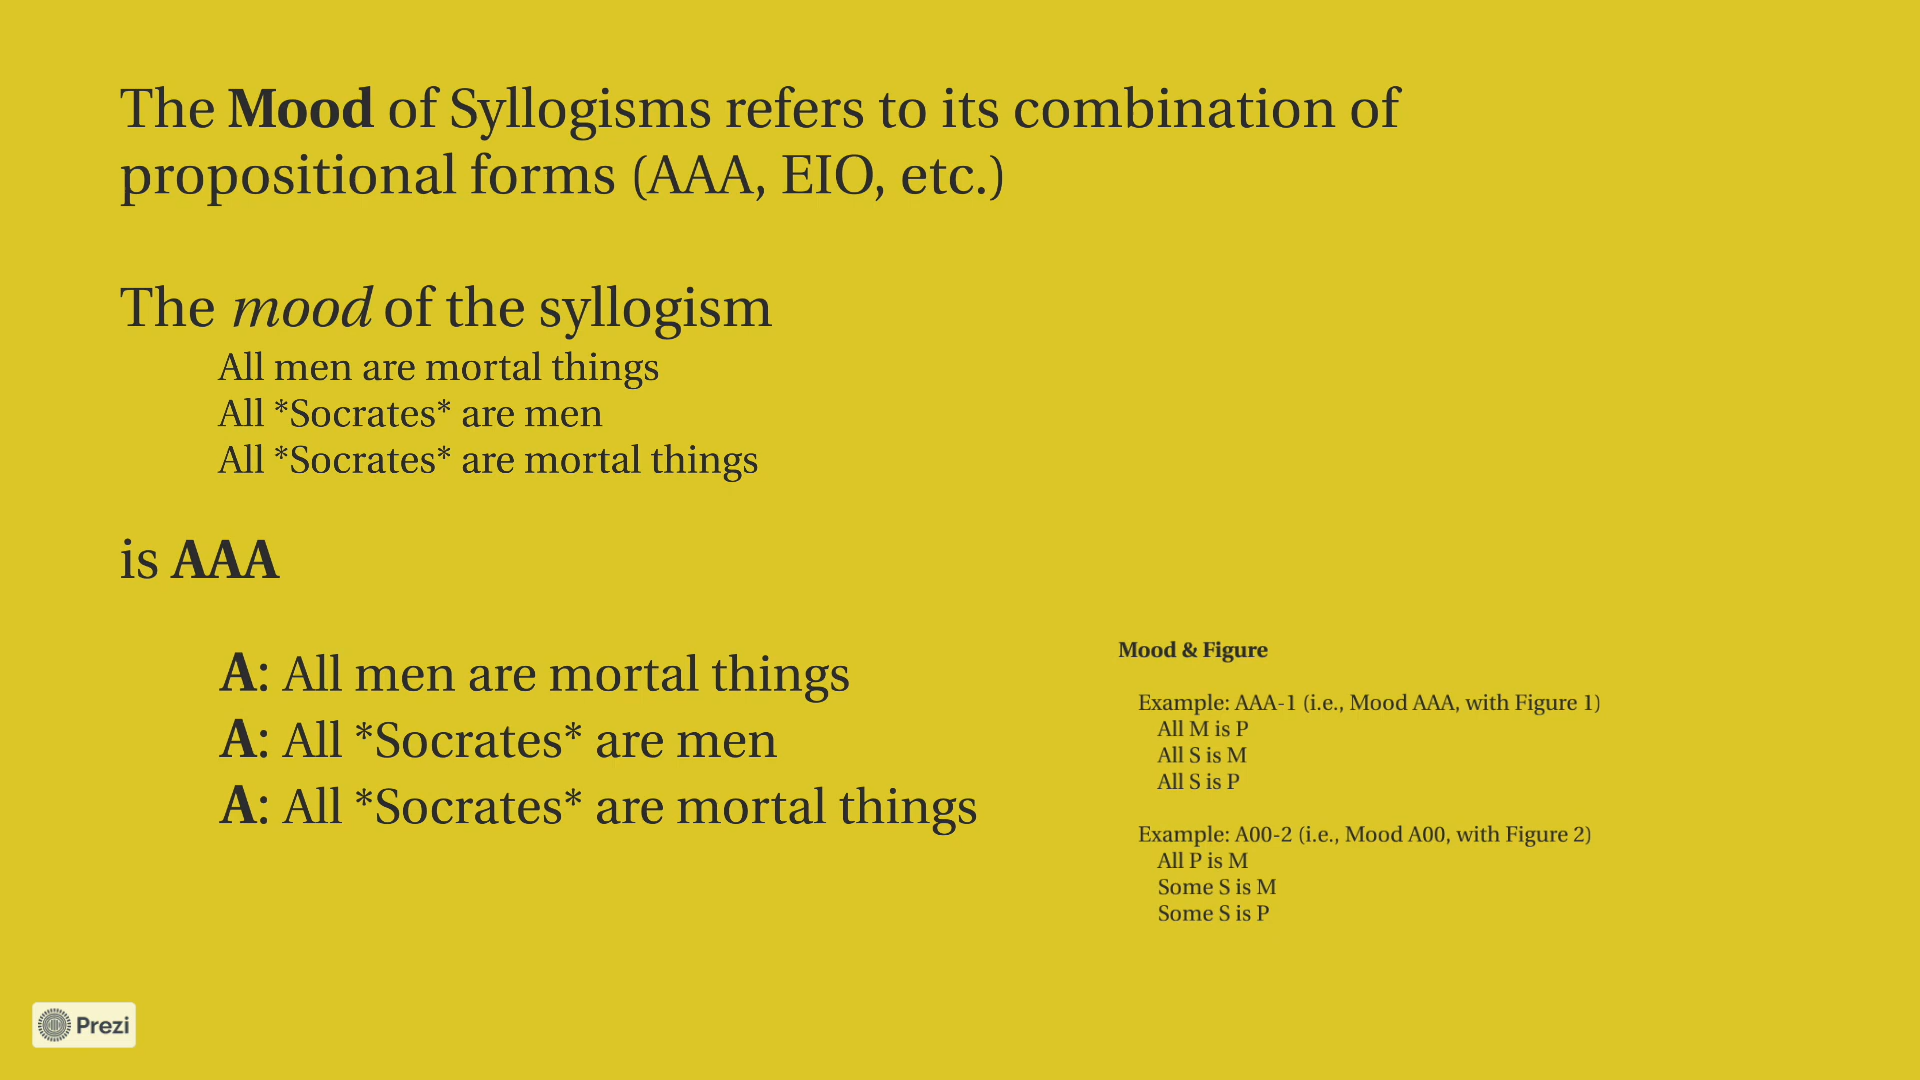 The Mood of Syllogisms refers to its combination of
propositional forms (AAA, EIO, etc.)
The mood of the syllogism
All men are mortal things
All *Socrates* are men
All *Socrates* are mortal things
is AAA
A: All men are mortal things
A: All *Socrates* are men
A: All *Socrates* are mortal things
Mood & Figure
Example: AAA-1 (i.e., Mood AAA, with Figure 1)
All M is P
All S is M
All S is P
Example: A00-2 (i.e., Mood A00, with Figure 2)
All P is M
Some S is M
Some S is P
Prezi